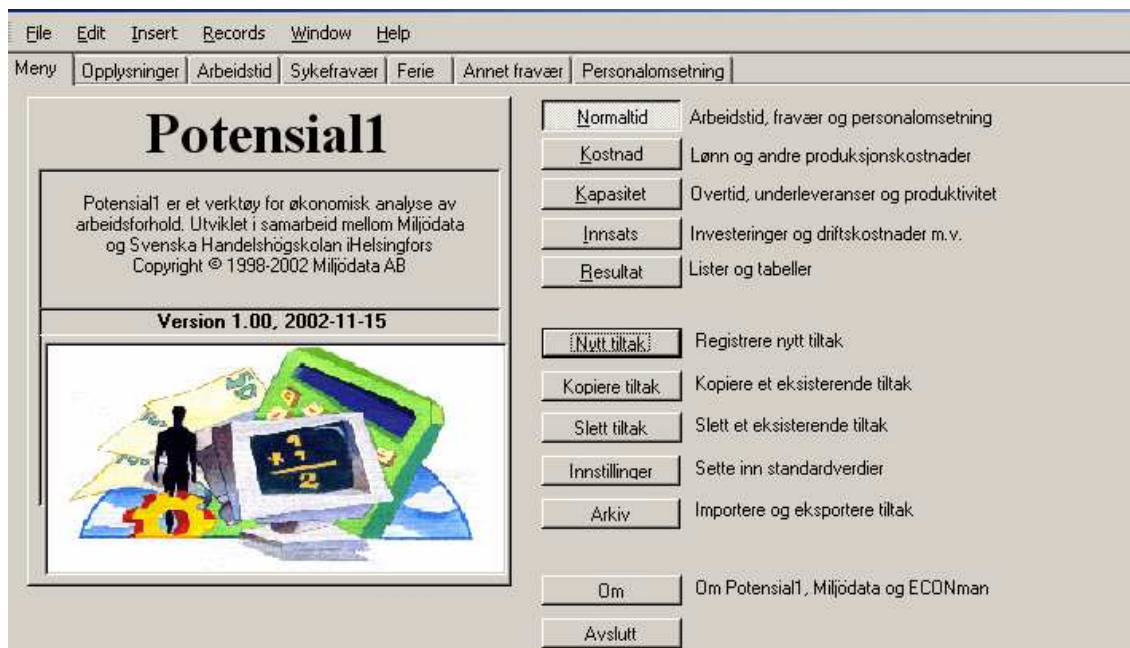 File Edit Insert Records Window Help
Meny Opplysninger Arbeidstid Sykefravær Ferie Annet fravær Personalomsetning
Potensial1
Potensial1 er et verktøy for økonomisk analyse av
arbeidsforhold. Utviklet i samarbeid mellom Miljödata
og Svenska Handelshögskolan iHelsingfors
Copyright © 1998-2002 Miljödata AB
Version 1.00, 2002-11-15
Normaltid Arbeidstid, fravær og personalomsetning
Kostnad Lønn og andre produksjonskostnader
Kapasitet Overtid, underleveranser og produktivitet
Innsats Investeringer og driftskostnader m.v.
Resultat Lister og tabeller
Nytt tiltak Registrere nytt tiltak
Kopiere tiltak Kopiere et eksisterende tiltak
Slett tiltak Slett et eksisterende tiltak
Innstillinger Sette inn standardverdier
Arkiv Importere og eksportere tiltak
Om Om Potensial1, Miljödata og ECONman
Avslutt